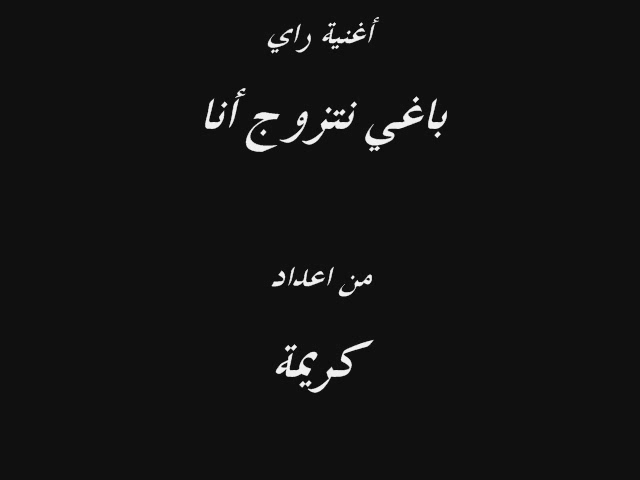 أغنية راي
باغي نتزوج أنا
من اعداد
كريمة